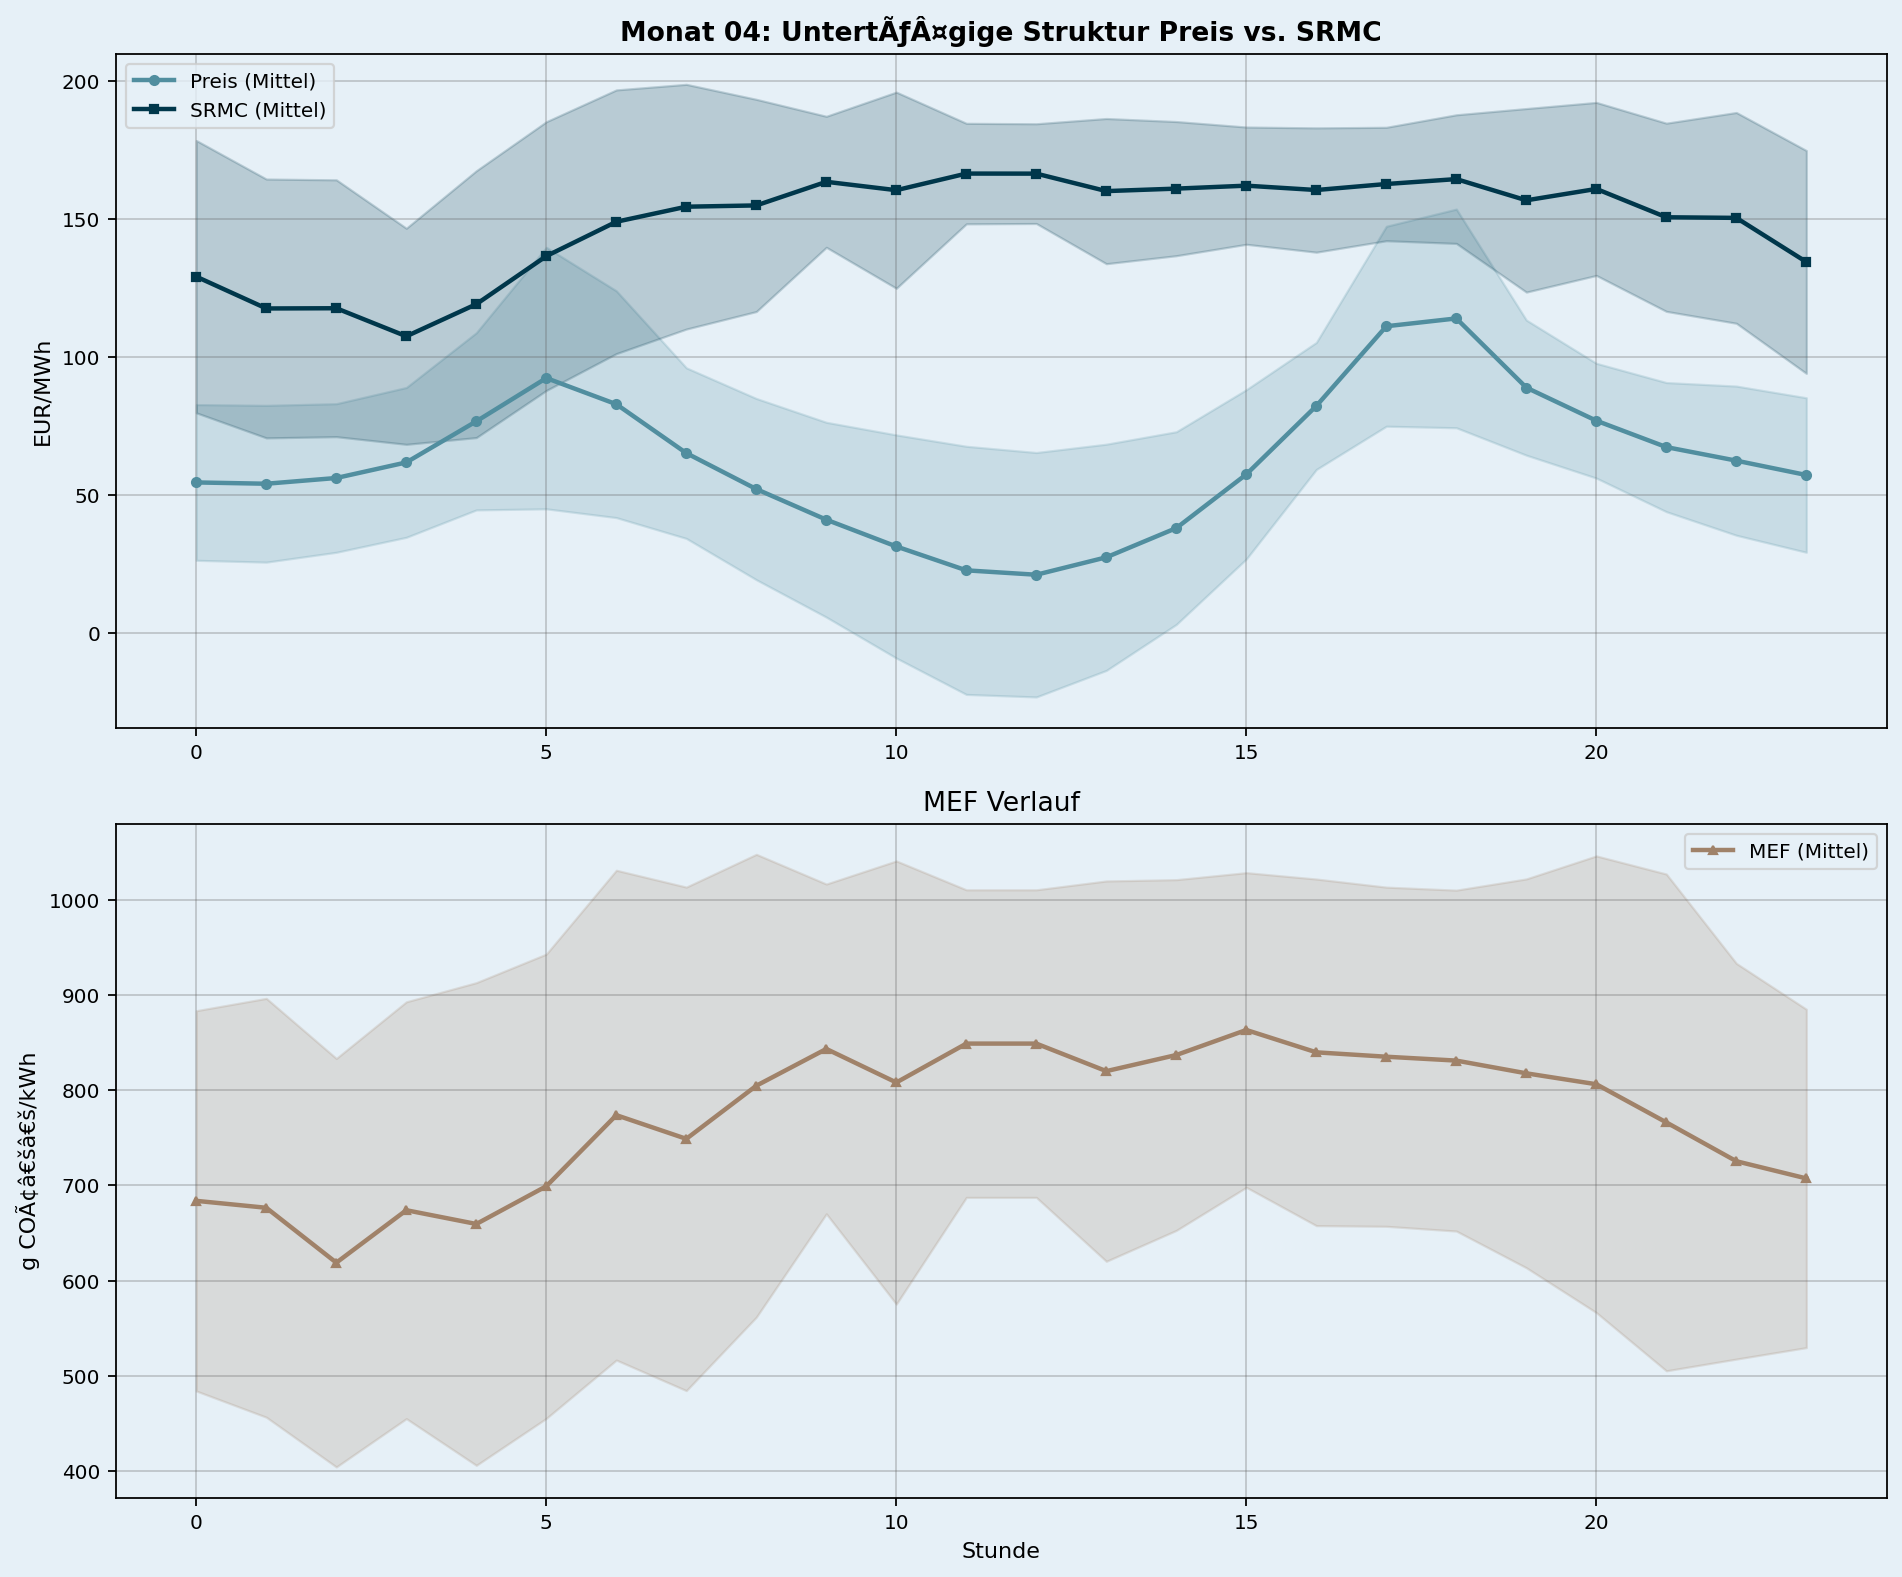 Monat 04: UntertÃƒÂ¤gige Struktur Preis vs. SRMC
Preis (Mittel)
SRMC (Mittel)
EUR/MWh
200
150
100
50
0
0 5 10 15 20
MEF Verlauf
MEF (Mittel)
g COÃ¢â€šâ€š/kWh
1000
900
800
700
600
500
400
0 5 10 15 20
Stunde